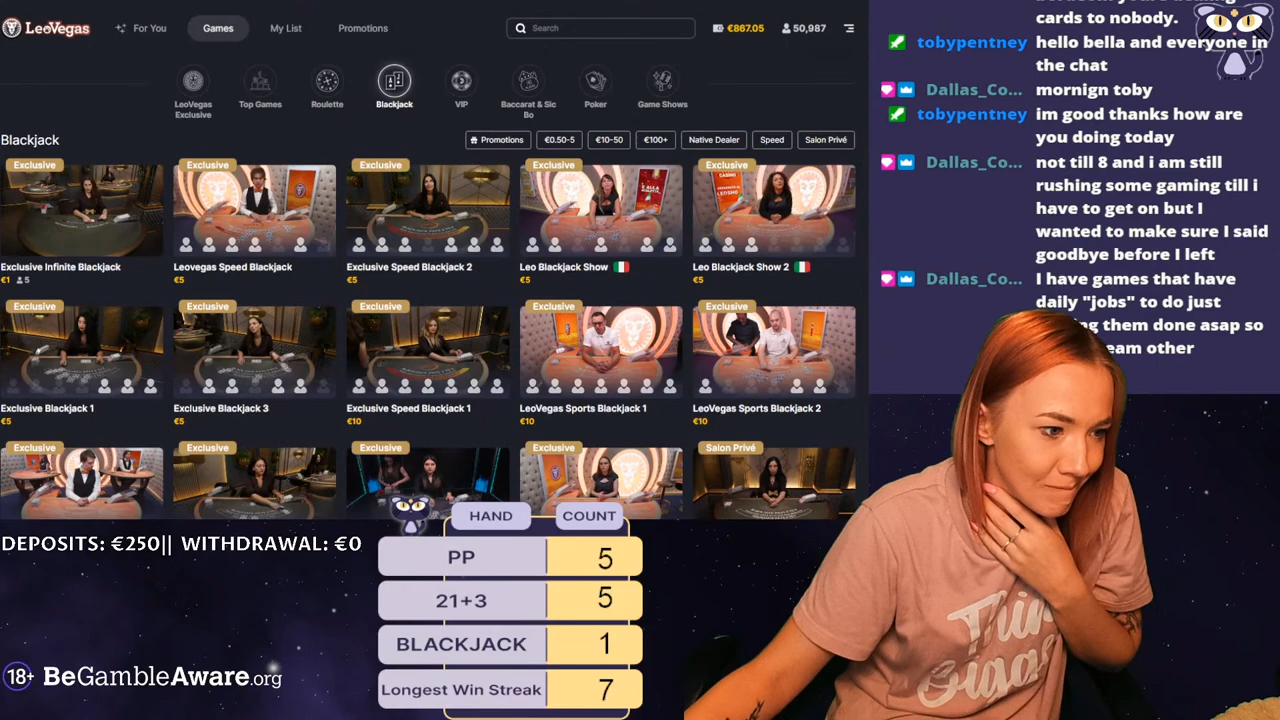 LeoVegas
For You
Games
My List
Promotions
Search
€867.05
50,987
LeoVegas
Exclusive
Top Games
Roulette
Blackjack
VIP
Baccarat & Sic
Bo
Poker
Game Shows
Blackjack
Promotions
€0.50-5
€10-50
€100+
Native Dealer
Speed
Salon Privé
Exclusive
Exclusive
Exclusive
Exclusive
Exclusive
Exclusive Infinite Blackjack
Leovegas Speed Blackjack
Exclusive Speed Blackjack 2
Leo Blackjack Show
Leo Blackjack Show 2
€1 5
€5
€5
€5
€5
Exclusive
Exclusive
Exclusive
Exclusive
Exclusive
Exclusive Blackjack 1
Exclusive Blackjack 3
Exclusive Speed Blackjack 1
LeoVegas Sports Blackjack 1
LeoVegas Sports Blackjack 2
€5
€5
€10
€10
€10
Exclusive
Exclusive
Exclusive
Exclusive
Salon Privé
DEPOSITS: €250|| WITHDRAWAL: €0
HAND
COUNT
PP
5
21+3
5
BLACKJACK
1
Longest Win Streak
7
18+ BeGambleAware.org
cards to nobody.
tobypentney hello bella and everyone in
the chat
Dallas_Co... mornign toby
tobypentney im good thanks how are
you doing today
Dallas_Co... not till 8 and i am still
rushing some gaming till i
have to get on but I
wanted to make sure I said
goodbye before I left
Dallas_Co... I have games that have
daily "jobs" to do just
them done asap so
other